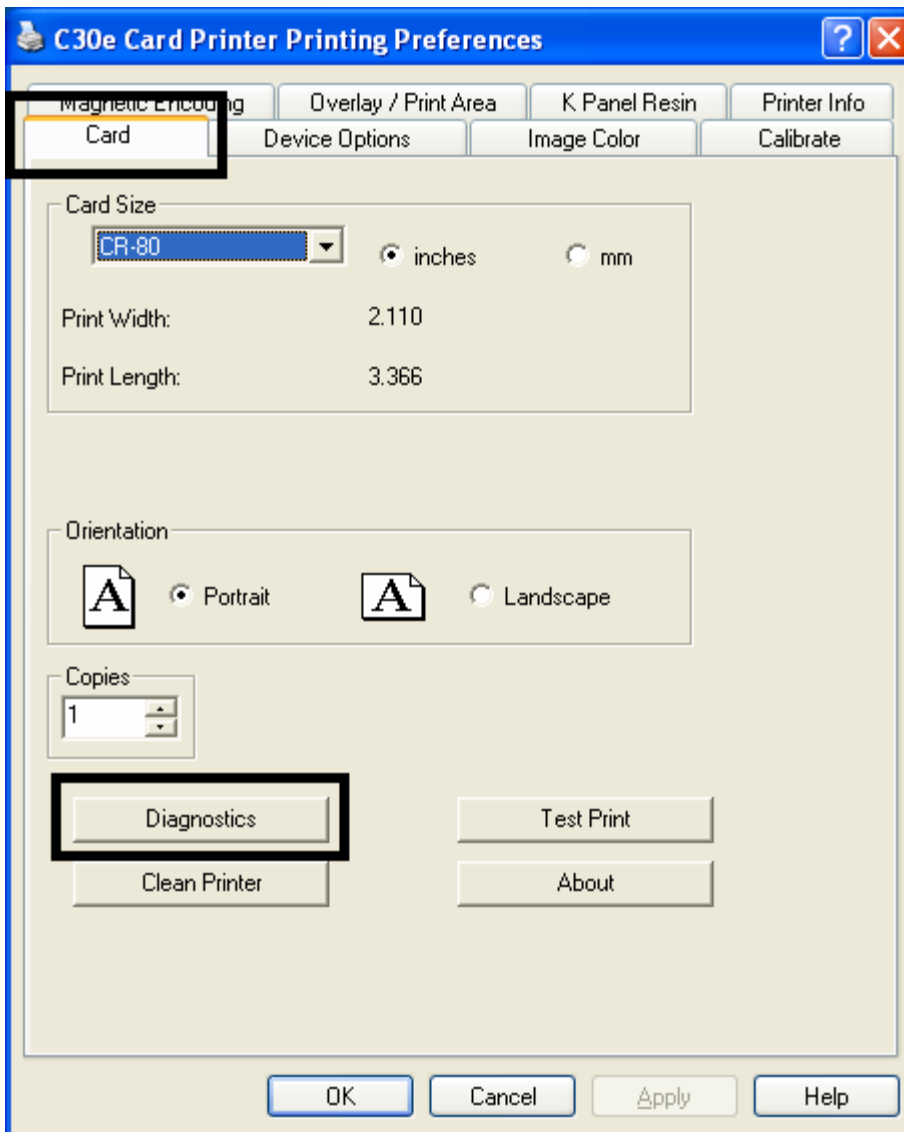 C30e Card Printer Printing Preferences
Magnetic Encoding Overlay / Print Area K Panel Resin Printer Info
Card Device Options Image Color Calibrate
Card Size
CR-80 inches mm
Print Width: 2.110
Print Length: 3.366
Orientation
A Portrait A Landscape
Copies
1
Diagnostics Test Print
Clean Printer About
OK Cancel Apply Help